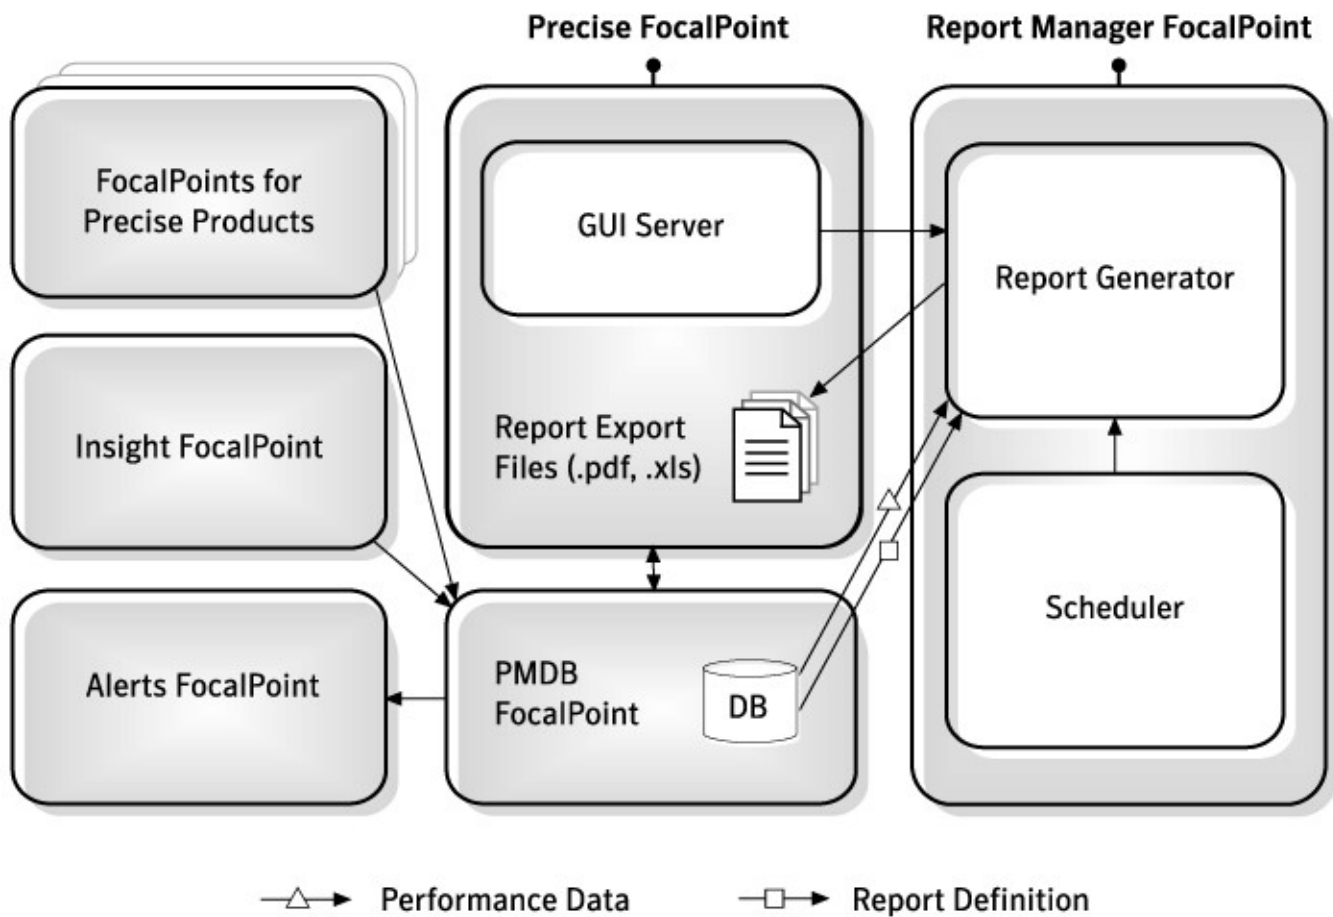 Precise FocalPoint
Report Manager FocalPoint
FocalPoints for
Precise Products
GUI Server
Report Generator
Insight FocalPoint
Report Export
Files (.pdf, .xls)
Scheduler
Alerts FocalPoint
PMDB
FocalPoint
DB
Performance Data
Report Definition